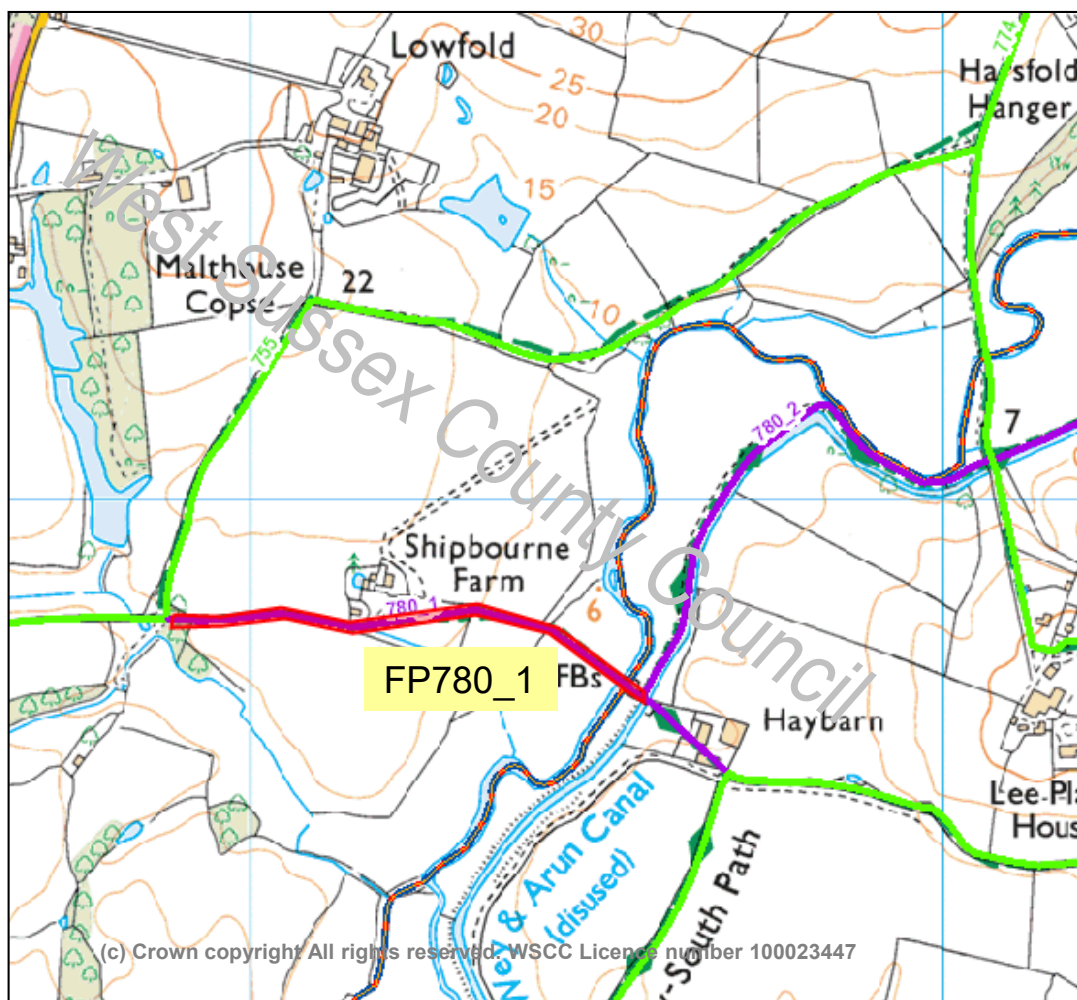 30
774
Lowfold
25
Harsfold
Hanger
20
15
Malthouse
Copse
22
10
755
780_2
7
Shipbourne
Farm
780_1
6
FP780_1
FBs
Haybarn
Lee Pla
Hous
Wey & Arun Canal
(disused)
y-South Path
West Sussex County Council
(c) Crown copyright All rights reserved. WSCC Licence number 100023447